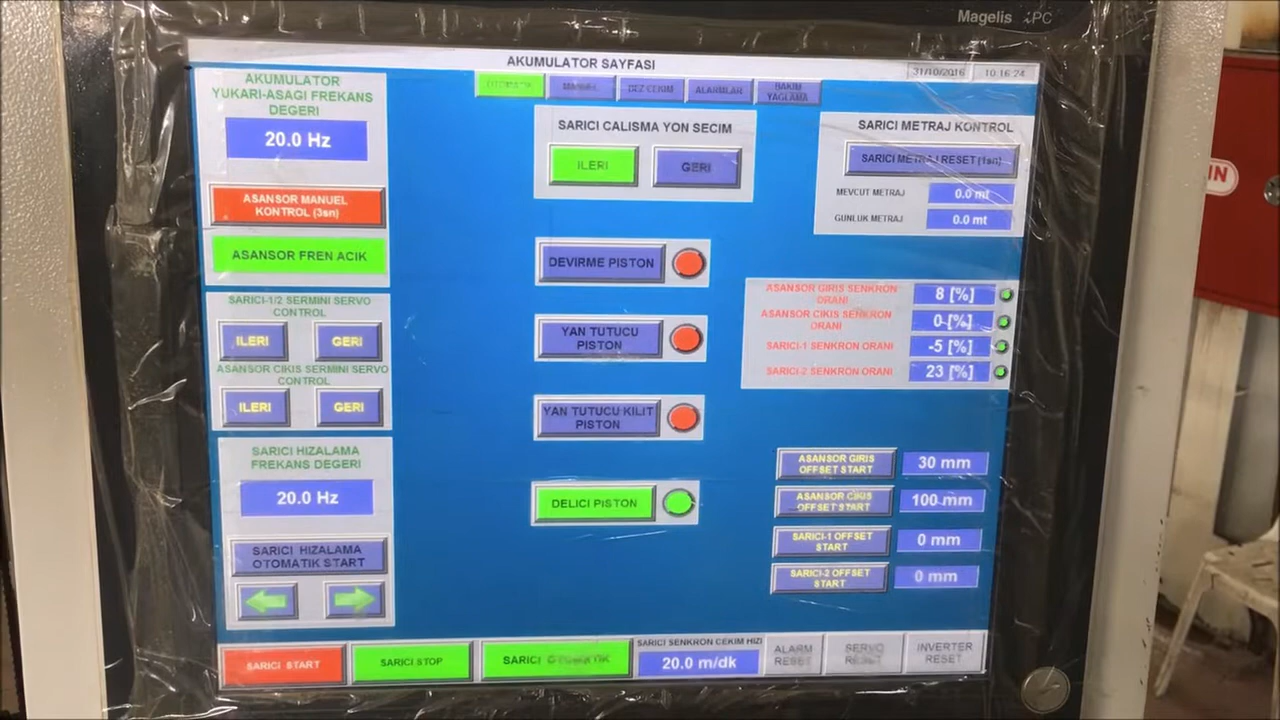 Magelis iPC
AKUMULATOR SAYFASI
31/10/2016 10:16:24
OTOMATIK
MANUEL
BEZ CEKIM
ALARMLAR
BAKIM
YAGLAMA
AKUMULATOR
YUKARI-ASAGI FREKANS
DEGERI
20.0 Hz
ASANSOR MANUEL
KONTROL (3sn)
ASANSOR FREN ACIK
SARICI-1/2 SERMINI SERVO
CONTROL
ILERI
GERI
ASANSOR CIKIS SERMINI SERVO
CONTROL
ILERI
GERI
SARICI HIZALAMA
FREKANS DEGERI
20.0 Hz
SARICI HIZALAMA
OTOMATIK START
SARICI CALISMA YON SECIM
ILERI
GERI
DEVIRME PISTON
YAN TUTUCU
PISTON
YAN TUTUCU KILIT
PISTON
DELICI PISTON
SARICI METRAJ KONTROL
SARICI METRAJ RESET (1sn)
MEVCUT METRAJ 0.0 mt
GUNLUK METRAJ 0.0 mt
ASANSOR GIRIS SENKRON
ORANI
8 [%]
ASANSOR CIKIS SENKRON
ORANI
0 [%]
SARICI-1 SENKRON ORANI -5 [%]
SARICI-2 SENKRON ORANI 23 [%]
ASANSOR GIRIS
OFFSET START
30 mm
ASANSOR CIKIS
OFFSET START
100 mm
SARICI-1 OFFSET
START
0 mm
SARICI-2 OFFSET
START
0 mm
SARICI START
SARICI STOP
SARICI OTOMATIK
SARICI SENKRON CEKIM HIZI
20.0 m/dk
ALARM
RESET
SERVO
RESET
INVERTER
RESET